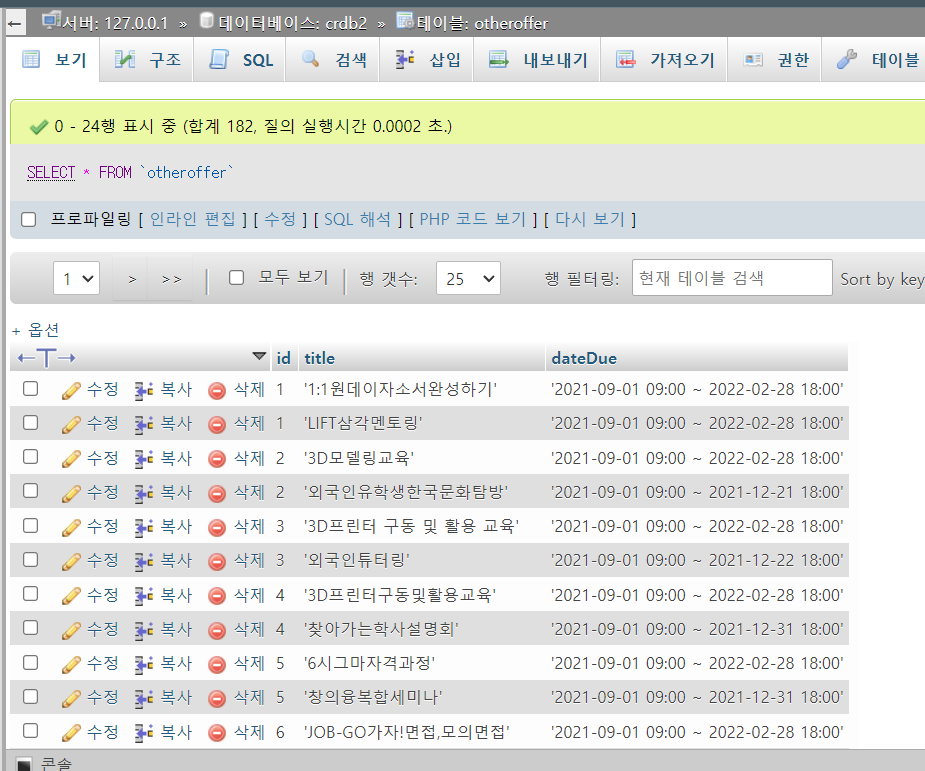 서버: 127.0.0.1 » 데이터베이스: crdb2 » 테이블: otheroffer
보기 구조 SQL 검색 삽입 내보내기 가져오기 권한 테이블
0 - 24행 표시 중 (합계 182, 질의 실행시간 0.0002 초.)
SELECT * FROM `otheroffer`
프로파일링 [ 인라인 편집 ] [ 수정 ] [ SQL 해석 ] [ PHP 코드 보기 ] [ 다시 보기 ]
1 > >> | 모두 보기 | 행 갯수: 25 행 필터링: 현재 테이블 검색 Sort by key
+ 옵션
←T→ id title dateDue
수정 복사 삭제 1 '1:1원데이자소서완성하기' '2021-09-01 09:00 ~ 2022-02-28 18:00'
수정 복사 삭제 1 'LIFT삼각멘토링' '2021-09-01 09:00 ~ 2022-02-28 18:00'
수정 복사 삭제 2 '3D모델링교육' '2021-09-01 09:00 ~ 2022-02-28 18:00'
수정 복사 삭제 2 '외국인유학생한국문화탐방' '2021-09-01 09:00 ~ 2021-12-21 18:00'
수정 복사 삭제 3 '3D프린터 구동 및 활용 교육' '2021-09-01 09:00 ~ 2022-02-28 18:00'
수정 복사 삭제 3 '외국인튜터링' '2021-09-01 09:00 ~ 2021-12-22 18:00'
수정 복사 삭제 4 '3D프린터구동및활용교육' '2021-09-01 09:00 ~ 2022-02-28 18:00'
수정 복사 삭제 4 '찾아가는학사설명회' '2021-09-01 09:00 ~ 2021-12-31 18:00'
수정 복사 삭제 5 '6시그마자격과정' '2021-09-01 09:00 ~ 2022-02-28 18:00'
수정 복사 삭제 5 '창의융복합세미나' '2021-09-01 09:00 ~ 2021-12-31 18:00'
수정 복사 삭제 6 'JOB-GO가자!면접,모의면접' '2021-09-01 09:00 ~ 2022-02-28 18:00'
콘솔